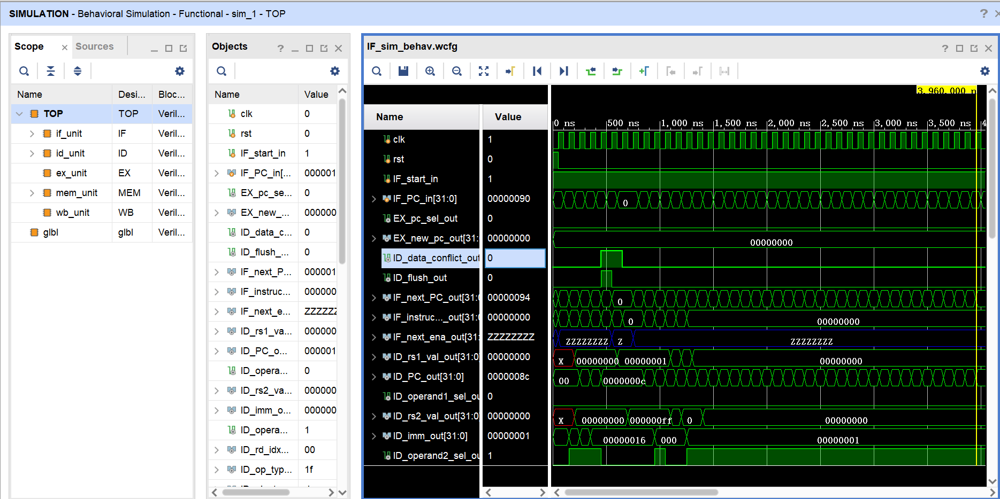 SIMULATION - Behavioral Simulation - Functional - sim_1 - TOP
Scope
Sources
Name Desi... Bloc...
TOP TOP Veril...
if_unit IF Veril...
id_unit ID Veril...
ex_unit EX Veril...
mem_unit MEM Veril...
wb_unit WB Veril...
glbl glbl Veril...
Objects
Name Value
clk 0
rst 0
IF_start_in 1
IF_PC_in[... 000001
EX_pc_se... 0
EX_new_... 000000
ID_data_c... 0
ID_flush_... 0
IF_next_P... 000001
IF_instruc... 000000
IF_next_e... ZZZZZZ
ID_rs1_va... 000000
ID_PC_o... 000001
ID_opera... 0
ID_rs2_va... 000000
ID_imm_o... 000000
ID_opera... 1
ID_rd_idx... 00
ID_op_typ... 1f
IF_sim_behav.wcfg
3,960.000 n
Name Value
0 ns 500 ns 1,000 ns 1,500 ns 2,000 ns 2,500 ns 3,000 ns 3,500 ns 4
clk 1
rst 0
IF_start_in 1
IF_PC_in[31:0] 00000090 0
EX_pc_sel_out 0
EX_new_pc_out[31: 00000000 00000000
ID_data_conflict_out 0
ID_flush_out 0
IF_next_PC_out[31:0 00000094 0
IF_instruc..._out[31:0 00000000 0 00000000
IF_next_ena_out[31: ZZZZZZZZ ZZZZZZZZ Z ZZZZZZZZ
ID_rs1_val_out[31:0 00000000 X 00000000 00000001 00000000
ID_PC_out[31:0] 0000008c 00 0000000c
ID_operand1_sel_ou 0
ID_rs2_val_out[31:0 00000000 X 00000000 000000ff 0 00000000
ID_imm_out[31:0] 00000001 00000016 000 00000001
ID_operand2_sel_ou 1